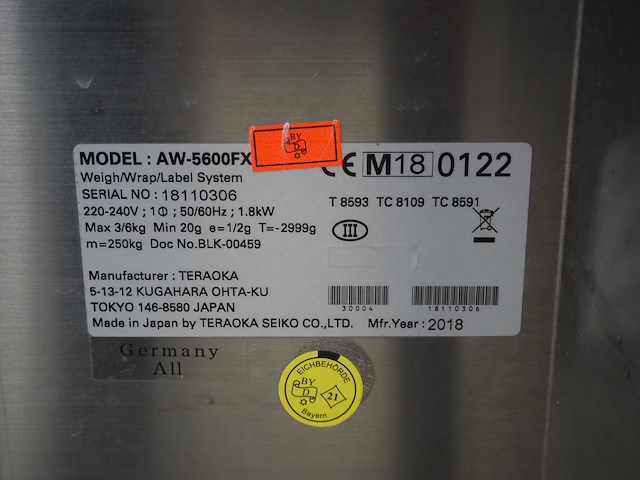 BY
D
MODEL : AW-5600FX
CE M18 0122
Weigh/Wrap/Label System
SERIAL NO : 18110306
T 8593 TC 8109 TC 8591
220-240V ; 1Φ ; 50/60Hz ; 1.8kW
Max 3/6kg Min 20g e=1/2g T=-2999g
III
m=250kg Doc No.BLK-00459
Manufacturer : TERAOKA
5-13-12 KUGAHARA OHTA-KU
TOKYO 146-8580 JAPAN
30004
18110306
Made in Japan by TERAOKA SEIKO CO.,LTD. Mfr.Year : 2018
Germany
All
EICHBEHÖRDE
BY
D
21
Bayern